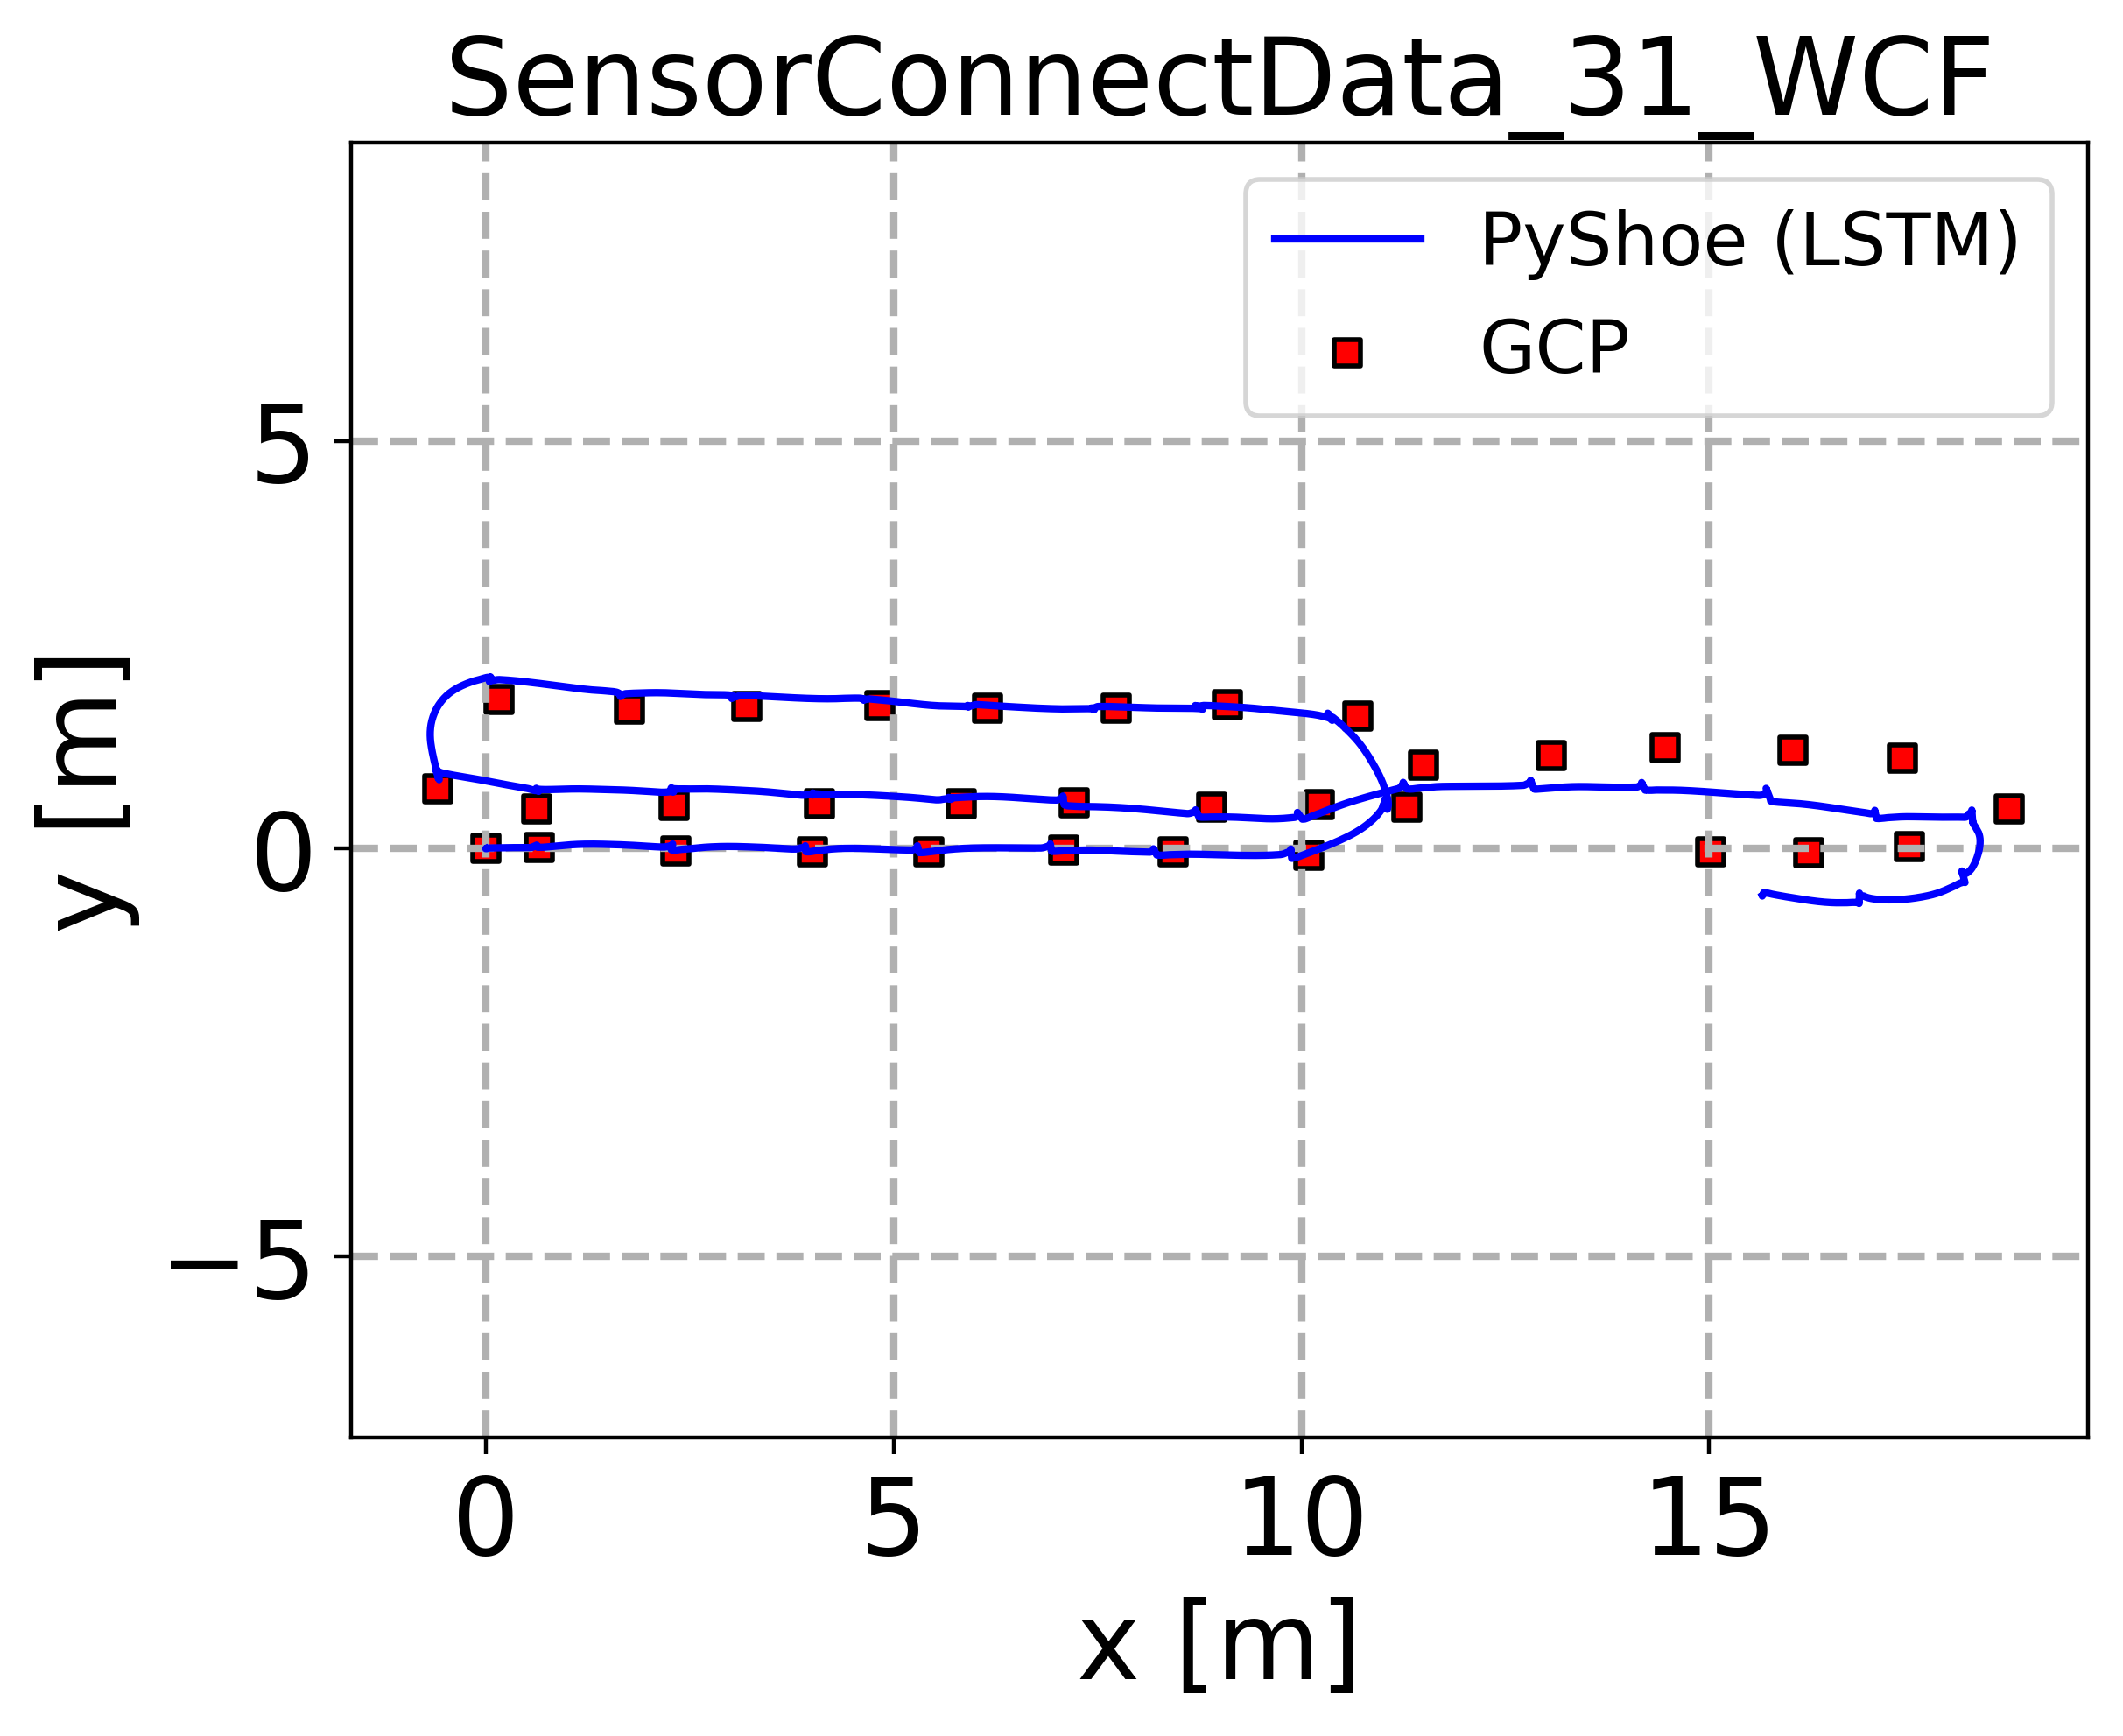 SensorConnectData_31_WCF
PyShoe (LSTM)
GCP
y [m]
5
0
−5
0 5 10 15
x [m]